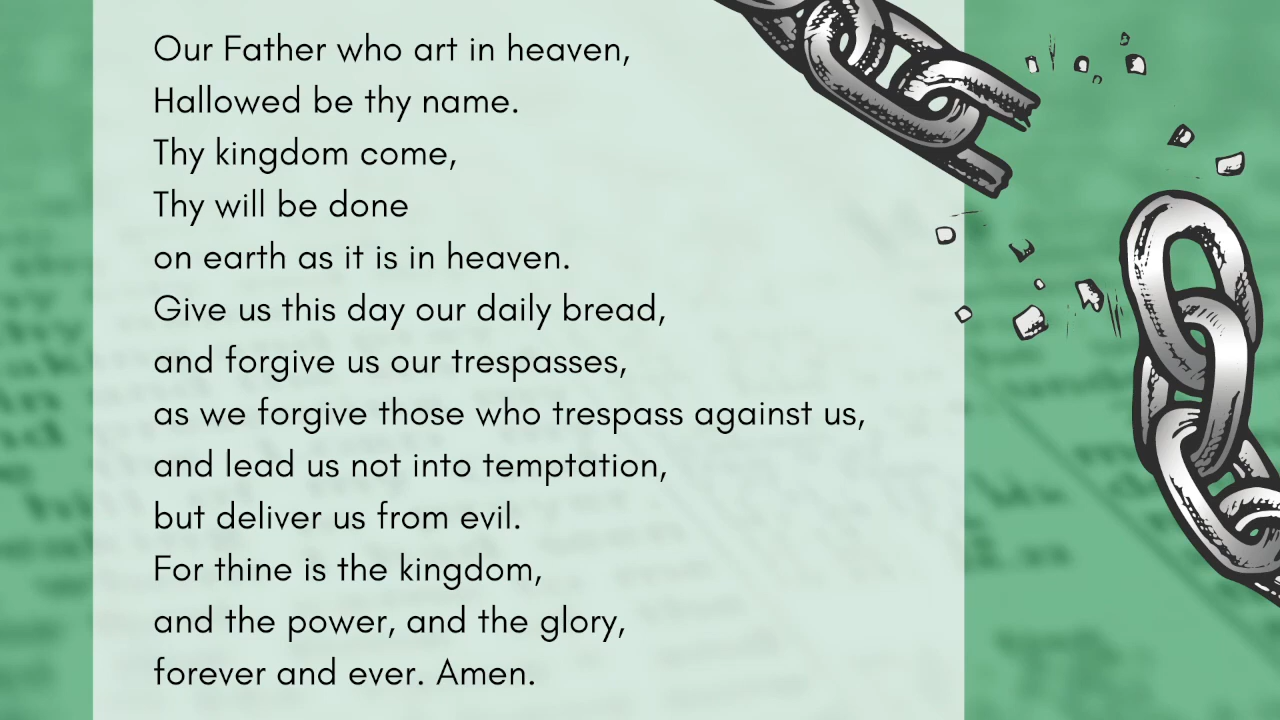 Our Father who art in heaven,
Hallowed be thy name.
Thy kingdom come,
Thy will be done
on earth as it is in heaven.
Give us this day our daily bread,
and forgive us our trespasses,
as we forgive those who trespass against us,
and lead us not into temptation,
but deliver us from evil.
For thine is the kingdom,
and the power, and the glory,
forever and ever. Amen.